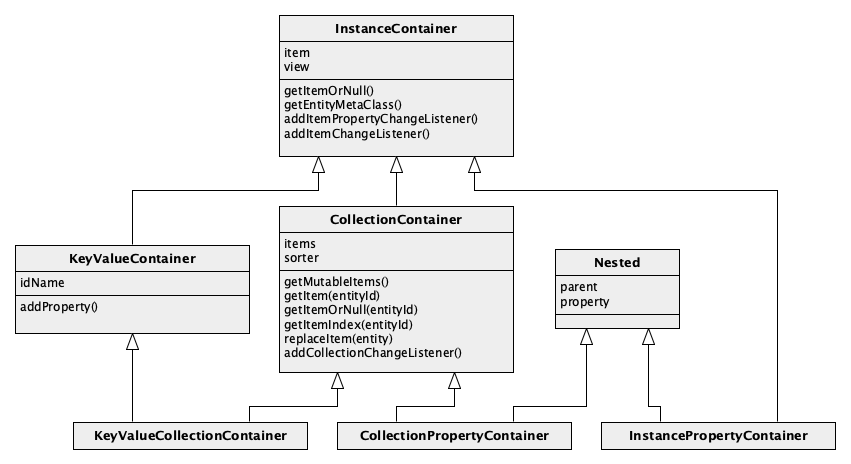 InstanceContainer
item
view
getItemOrNull()
getEntityMetaClass()
addItemPropertyChangeListener()
addItemChangeListener()
KeyValueContainer
idName
addProperty()
CollectionContainer
items
sorter
getMutableItems()
getItem(entityId)
getItemOrNull(entityId)
getItemIndex(entityId)
replaceItem(entity)
addCollectionChangeListener()
Nested
parent
property
KeyValueCollectionContainer
CollectionPropertyContainer
InstancePropertyContainer